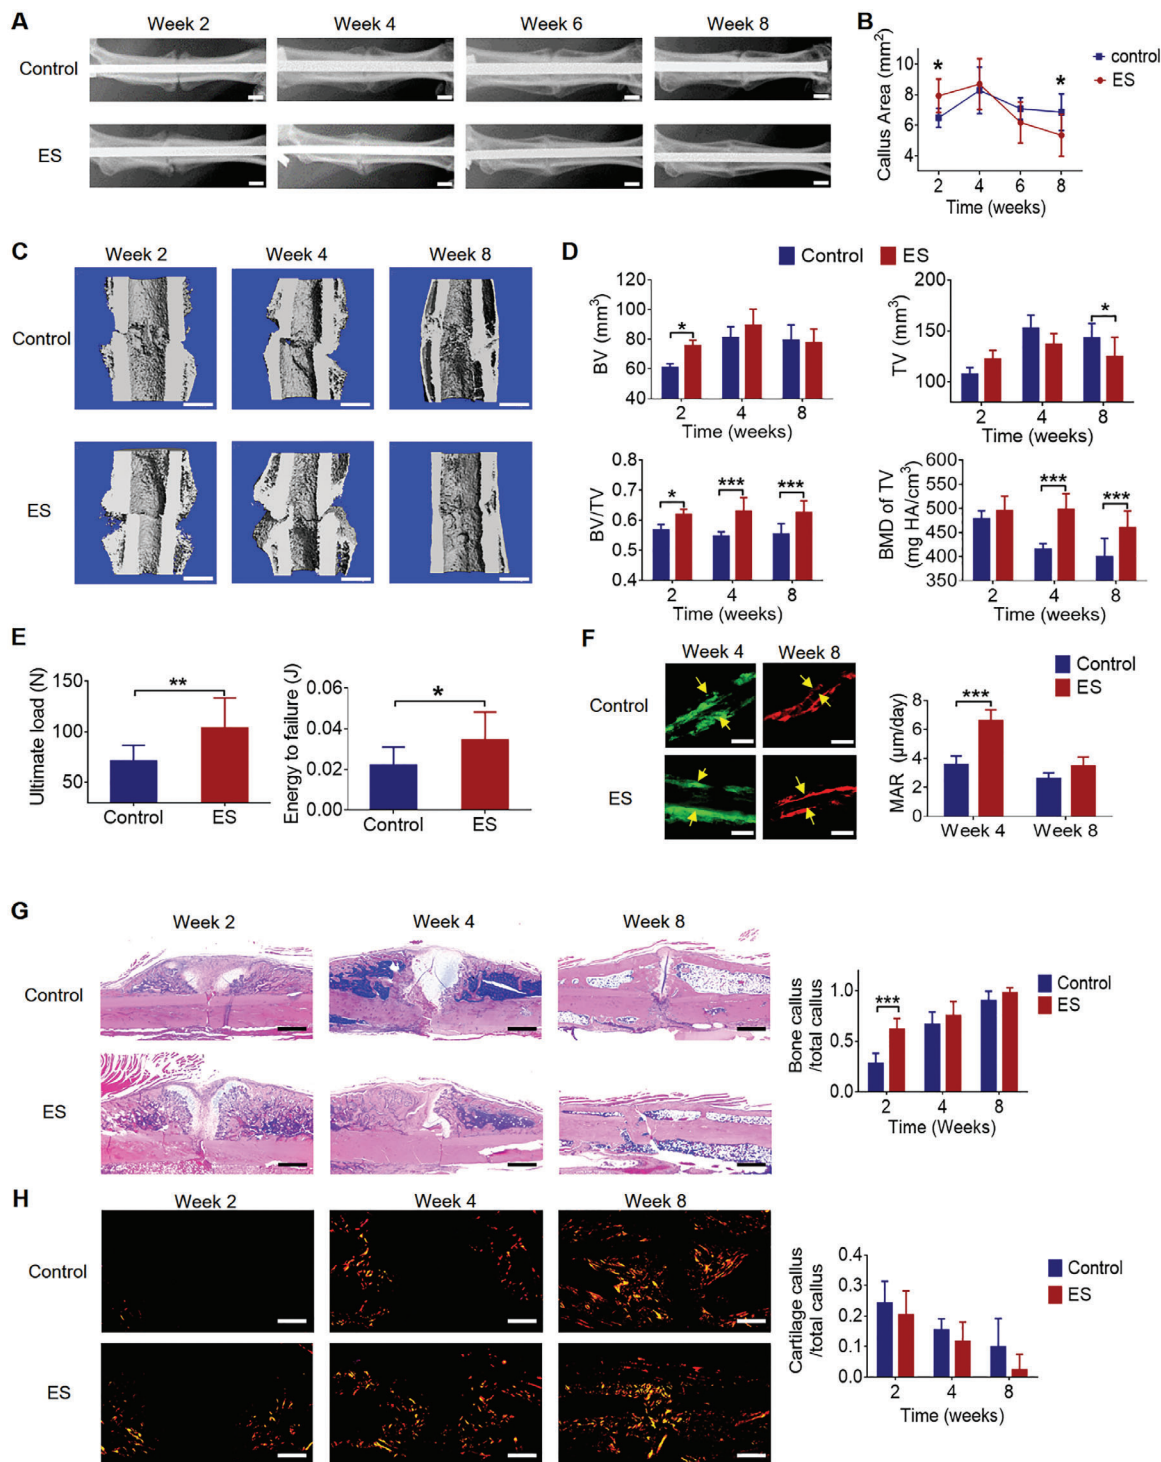 A
Week 2 Week 4 Week 6 Week 8
Control
ES
B
Callus Area (mm²)
10
8
6
4
* *
2 4 6 8
Time (weeks)
control
ES
C
Week 2 Week 4 Week 8
Control
ES
D
Control ES
BV (mm³)
100
80
60
40
*
2 4 8
Time (weeks)
TV (mm³)
200
150
100
*
2 4 8
Time (weeks)
BV/TV
0.8
0.7
0.6
0.5
0.4
* *** ***
2 4 8
Time (weeks)
BMD of TV
(mg HA/cm³)
600
550
500
450
400
350
*** ***
2 4 8
Time (weeks)
E
Ultimate load (N)
150
100
50
**
Control ES
Energy to failure (J)
0.06
0.04
0.02
0.00
*
Control ES
F
Week 4 Week 8
Control
ES
Control
ES
MAR (μm/day)
8
6
4
2
0
***
Week 4 Week 8
G
Week 2 Week 4 Week 8
Control
ES
Bone callus
/total callus
1.0
0.5
0.0
***
2 4 8
Time (Weeks)
Control
ES
H
Week 2 Week 4 Week 8
Control
ES
Cartilage callus
/total callus
0.4
0.3
0.2
0.1
0.0
2 4 8
Time (weeks)
Control
ES